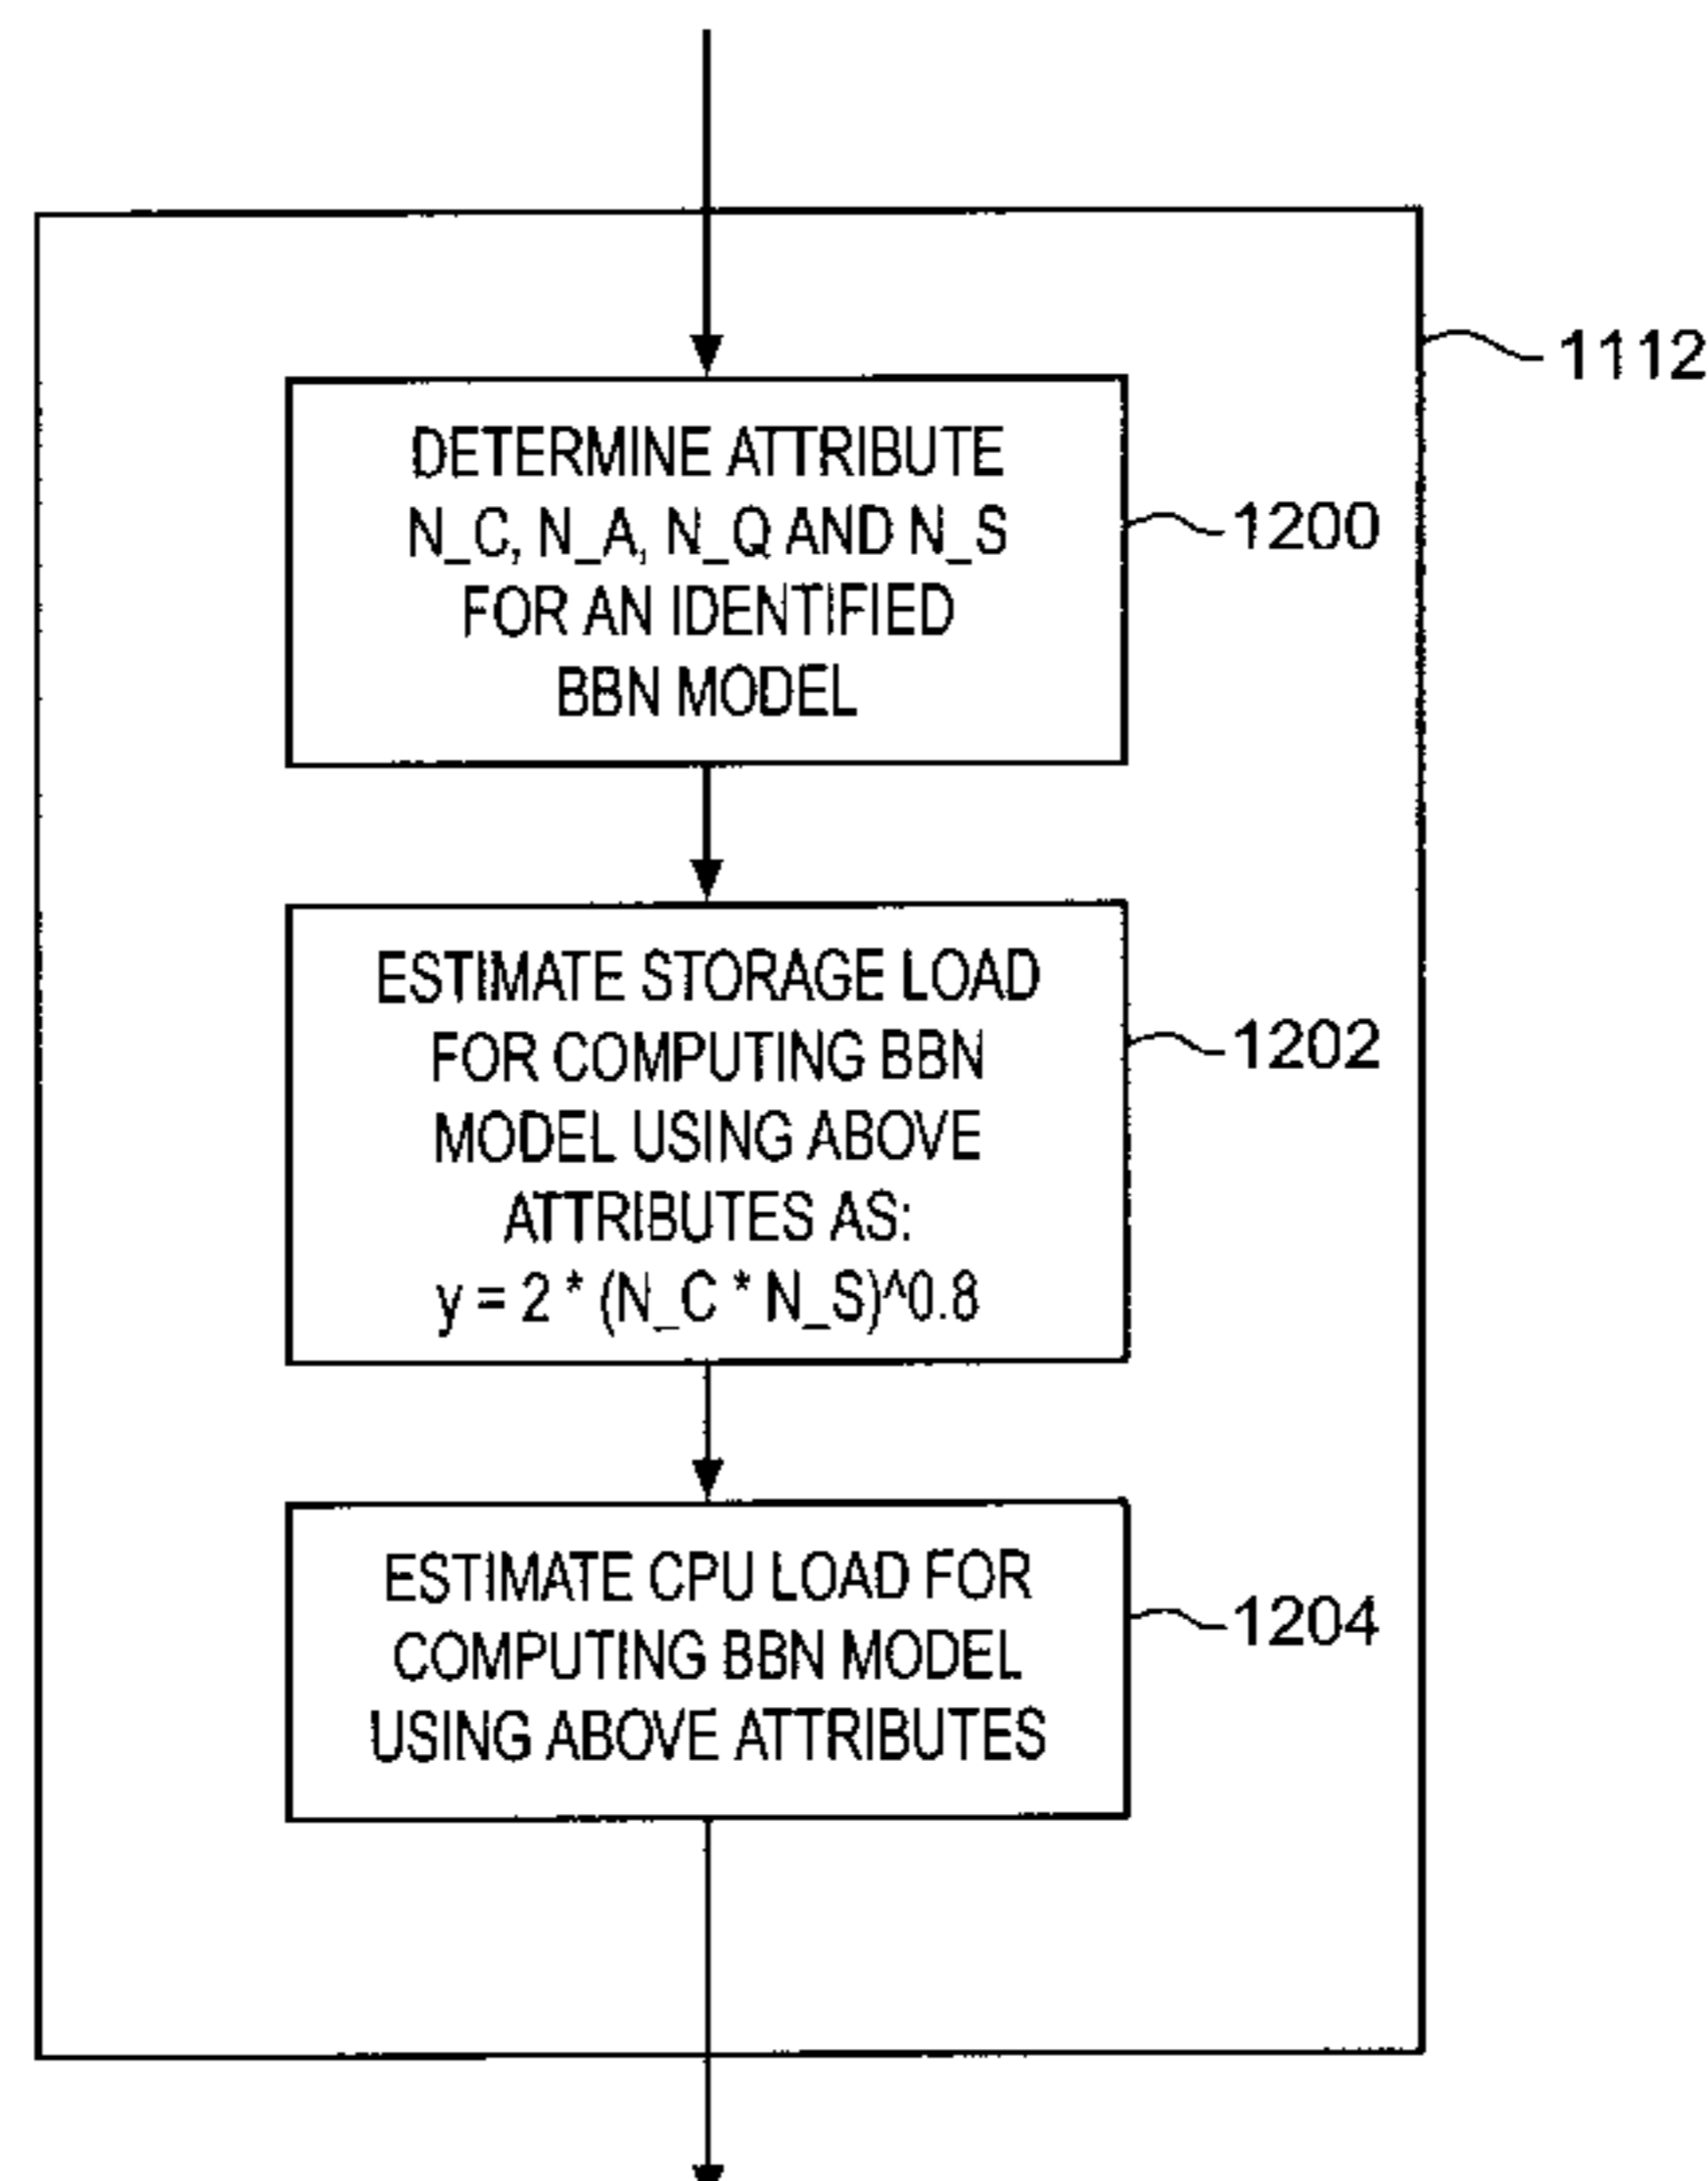 1112
DETERMINE ATTRIBUTE
N_C, N_A, N_Q AND N_S
FOR AN IDENTIFIED
BBN MODEL
1200
ESTIMATE STORAGE LOAD
FOR COMPUTING BBN
MODEL USING ABOVE
ATTRIBUTES AS:
y = 2 * (N_C * N_S)^0.8
1202
ESTIMATE CPU LOAD FOR
COMPUTING BBN MODEL
USING ABOVE ATTRIBUTES
1204